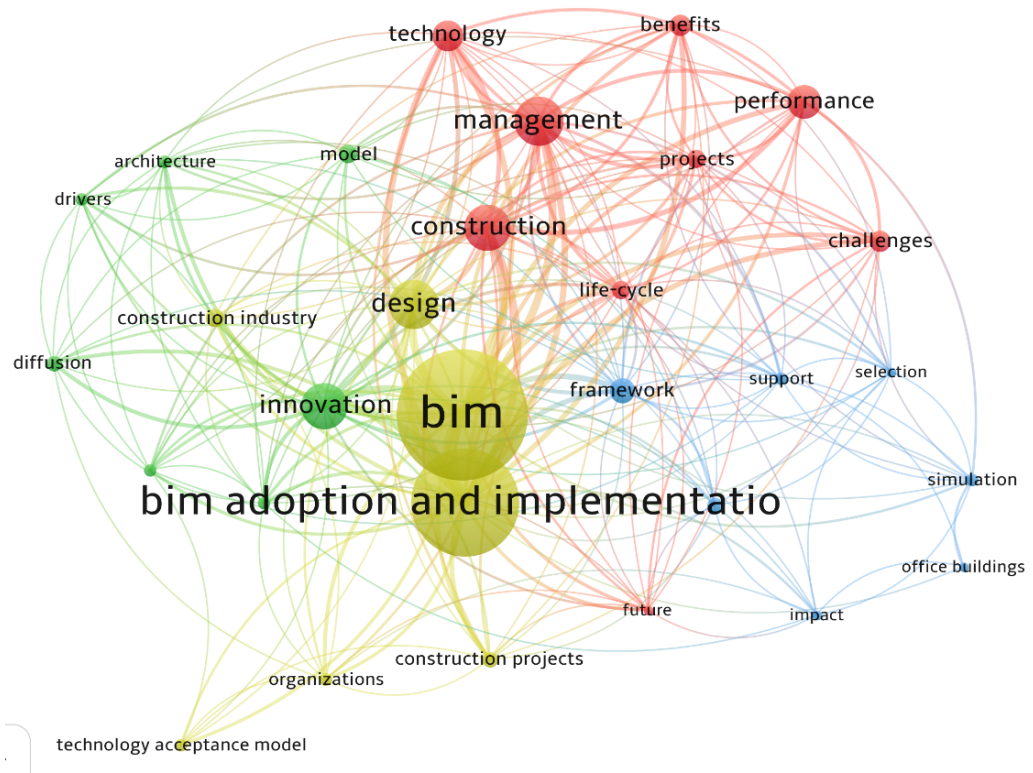 benefits
technology
performance
management
model
projects
architecture
drivers
construction
challenges
life-cycle
design
construction industry
diffusion
selection
support
framework
innovation
bim
simulation
bim adoption and implementatio
office buildings
future
impact
construction projects
organizations
technology acceptance model